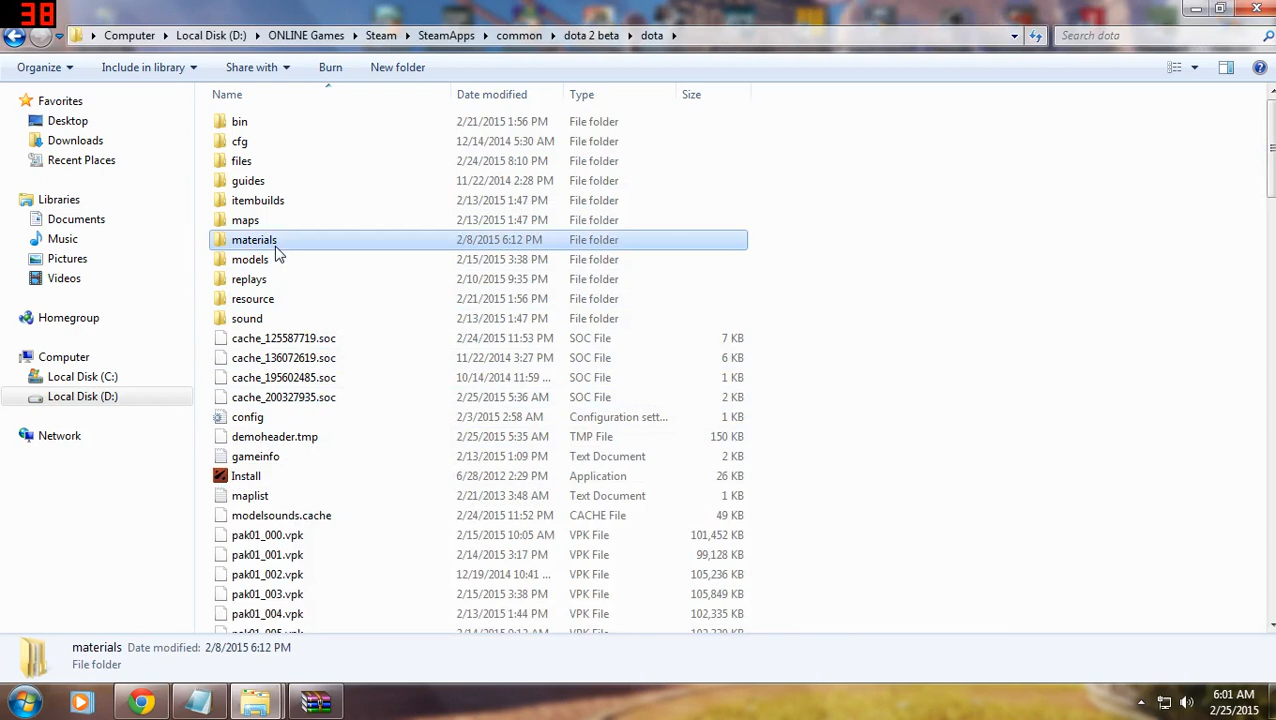 38
Computer Local Disk (D:) ONLINE Games Steam SteamApps common dota 2 beta dota Search dota
Organize Include in library Share with Burn New folder
Name Date modified Type Size
Favorites
Desktop
Downloads
Recent Places
Libraries
Documents
Music
Pictures
Videos
Homegroup
Computer
Local Disk (C:)
Local Disk (D:)
Network
bin 2/21/2015 1:56 PM File folder
cfg 12/14/2014 5:30 AM File folder
files 2/24/2015 8:10 PM File folder
guides 11/22/2014 2:28 PM File folder
itembuilds 2/13/2015 1:47 PM File folder
maps 2/13/2015 1:47 PM File folder
materials 2/8/2015 6:12 PM File folder
models 2/15/2015 3:38 PM File folder
replays 2/10/2015 9:35 PM File folder
resource 2/21/2015 1:56 PM File folder
sound 2/13/2015 1:47 PM File folder
cache_125587719.soc 2/24/2015 11:53 PM SOC File 7 KB
cache_136072619.soc 11/22/2014 3:27 PM SOC File 6 KB
cache_195602485.soc 10/14/2014 11:59 ... SOC File 1 KB
cache_200327935.soc 2/25/2015 5:36 AM SOC File 2 KB
config 2/3/2015 2:58 AM Configuration sett... 1 KB
demoheader.tmp 2/25/2015 5:35 AM TMP File 150 KB
gameinfo 2/13/2015 1:09 PM Text Document 2 KB
Install 6/28/2012 2:29 PM Application 26 KB
maplist 2/21/2013 3:48 AM Text Document 1 KB
modelsounds.cache 2/24/2015 11:52 PM CACHE File 49 KB
pak01_000.vpk 2/15/2015 10:05 AM VPK File 101,452 KB
pak01_001.vpk 2/14/2015 3:17 PM VPK File 99,128 KB
pak01_002.vpk 12/19/2014 10:41 ... VPK File 105,236 KB
pak01_003.vpk 2/15/2015 3:38 PM VPK File 105,849 KB
pak01_004.vpk 2/13/2015 1:44 PM VPK File 102,335 KB
materials Date modified: 2/8/2015 6:12 PM
File folder
6:01 AM
2/25/2015